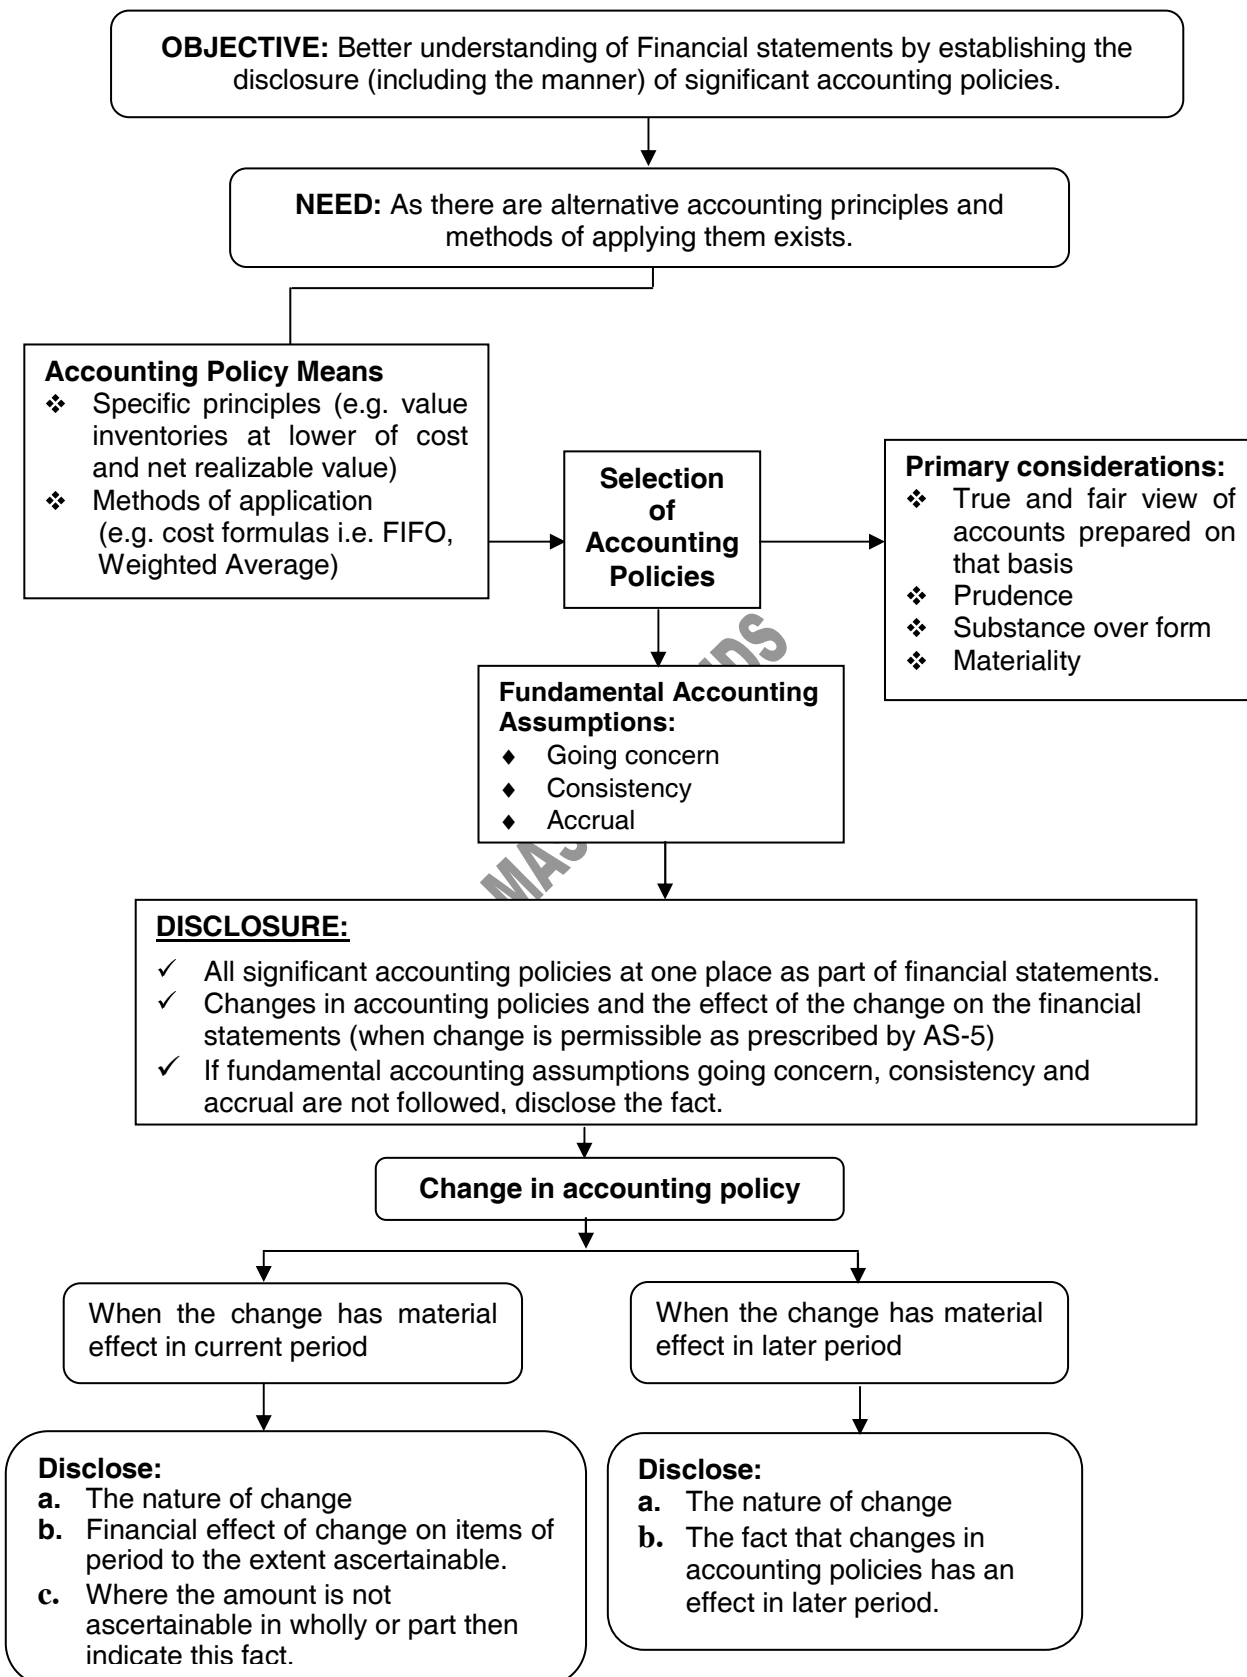 OBJECTIVE: Better understanding of Financial statements by establishing the
disclosure (including the manner) of significant accounting policies.
NEED: As there are alternative accounting principles and
methods of applying them exists.
Accounting Policy Means
❖ Specific principles (e.g. value
inventories at lower of cost
and net realizable value)
❖ Methods of application
(e.g. cost formulas i.e. FIFO,
Weighted Average)
Selection
of
Accounting
Policies
Primary considerations:
❖ True and fair view of
accounts prepared on
that basis
❖ Prudence
❖ Substance over form
❖ Materiality
Fundamental Accounting
Assumptions:
♦ Going concern
♦ Consistency
♦ Accrual
DISCLOSURE:
✓ All significant accounting policies at one place as part of financial statements.
✓ Changes in accounting policies and the effect of the change on the financial
statements (when change is permissible as prescribed by AS-5)
✓ If fundamental accounting assumptions going concern, consistency and
accrual are not followed, disclose the fact.
Change in accounting policy
When the change has material
effect in current period
When the change has material
effect in later period
Disclose:
a. The nature of change
b. Financial effect of change on items of
period to the extent ascertainable.
c. Where the amount is not
ascertainable in wholly or part then
indicate this fact.
Disclose:
a. The nature of change
b. The fact that changes in
accounting policies has an
effect in later period.